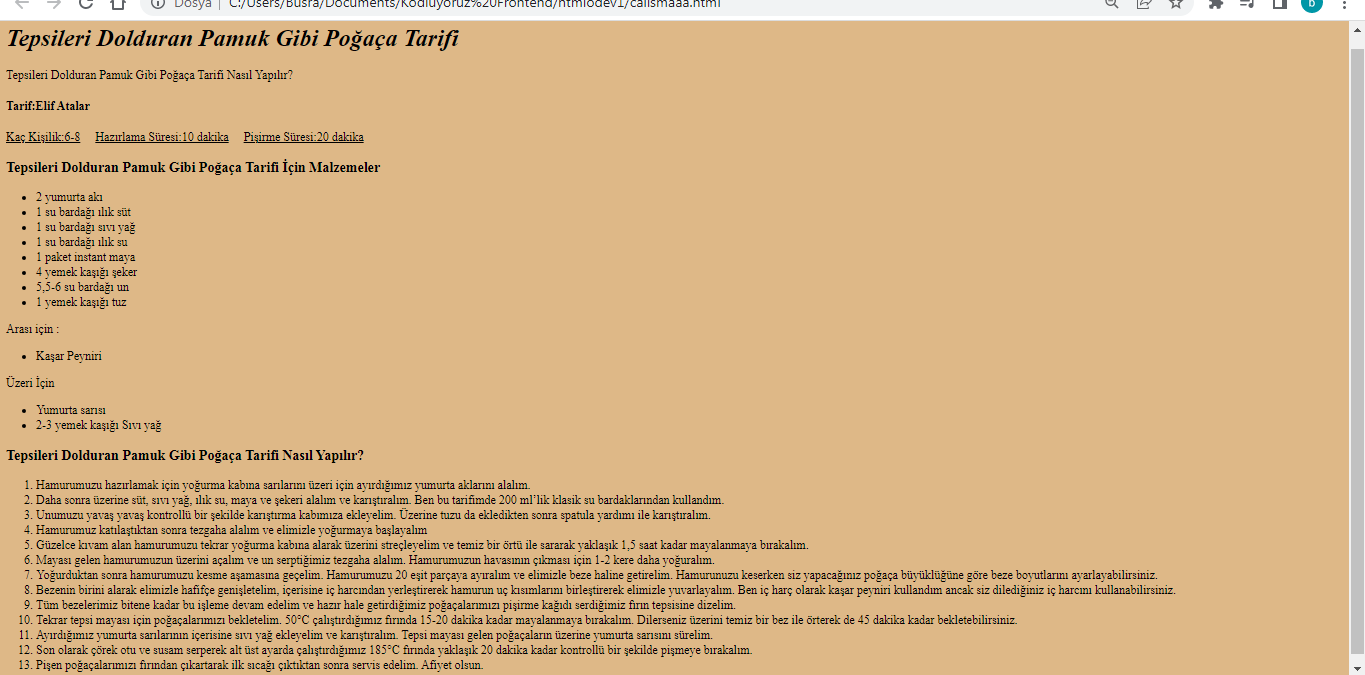 Dosya
C:/Users/Busra/Documents/Kodluyoruz%20Frontend/htmlodev1/calismaaa.html
b
Tepsileri Dolduran Pamuk Gibi Poğaça Tarifi
Tepsileri Dolduran Pamuk Gibi Poğaça Tarifi Nasıl Yapılır?
Tarif:Elif Atalar
Kaç Kişilik:6-8 Hazırlama Süresi:10 dakika Pişirme Süresi:20 dakika
Tepsileri Dolduran Pamuk Gibi Poğaça Tarifi İçin Malzemeler
2 yumurta akı
1 su bardağı ılık süt
1 su bardağı sıvı yağ
1 su bardağı ılık su
1 paket instant maya
4 yemek kaşığı şeker
5,5-6 su bardağı un
1 yemek kaşığı tuz
Arası için :
Kaşar Peyniri
Üzeri İçin
Yumurta sarısı
2-3 yemek kaşığı Sıvı yağ
Tepsileri Dolduran Pamuk Gibi Poğaça Tarifi Nasıl Yapılır?
1. Hamurumuzu hazırlamak için yoğurma kabına sarılarını üzeri için ayırdığımız yumurta aklarını alalım.
2. Daha sonra üzerine süt, sıvı yağ, ılık su, maya ve şekeri alalım ve karıştıralım. Ben bu tarifimde 200 ml’lik klasik su bardaklarından kullandım.
3. Unumuzu yavaş yavaş kontrollü bir şekilde karıştırma kabımıza ekleyelim. Üzerine tuzu da ekledikten sonra spatula yardımı ile karıştıralım.
4. Hamurumuz katılaştıktan sonra tezgaha alalım ve elimizle yoğurmaya başlayalım
5. Güzelce kıvam alan hamurumuzu tekrar yoğurma kabına alarak üzerini streçleyelim ve temiz bir örtü ile sararak yaklaşık 1,5 saat kadar mayalanmaya bırakalım.
6. Mayası gelen hamurumuzun üzerini açalım ve un serptiğimiz tezgaha alalım. Hamurumuzun havasının çıkması için 1-2 kere daha yoğuralım.
7. Yoğurduktan sonra hamurumuzu kesme aşamasına geçelim. Hamurumuzu 20 eşit parçaya ayıralım ve elimizle beze haline getirelim. Hamurunuzu keserken siz yapacağınız poğaça büyüklüğüne göre beze boyutlarını ayarlayabilirsiniz.
8. Bezenin birini alarak elimizle hafifçe genişletelim, içerisine iç harcından yerleştirerek hamurun uç kısımlarını birleştirerek elimizle yuvarlayalım. Ben iç harç olarak kaşar peyniri kullandım ancak siz dilediğiniz iç harcını kullanabilirsiniz.
9. Tüm bezelerimiz bitene kadar bu işleme devam edelim ve hazır hale getirdiğimiz poğaçalarımızı pişirme kağıdı serdiğimiz fırın tepsisine dizelim.
10. Tekrar tepsi mayası için poğaçalarımızı bekletelim. 50°C çalıştırdığımız fırında 15-20 dakika kadar mayalanmaya bırakalım. Dilerseniz üzerini temiz bir bez ile örterek de 45 dakika kadar bekletebilirsiniz.
11. Ayırdığımız yumurta sarılarının içerisine sıvı yağ ekleyelim ve karıştıralım. Tepsi mayası gelen poğaçaların üzerine yumurta sarısını sürelim.
12. Son olarak çörek otu ve susam serperek alt üst ayarda çalıştırdığımız 185°C fırında yaklaşık 20 dakika kadar kontrollü bir şekilde pişmeye bırakalım.
13. Pişen poğaçalarımızı fırından çıkartarak ilk sıcağı çıktıktan sonra servis edelim. Afiyet olsun.